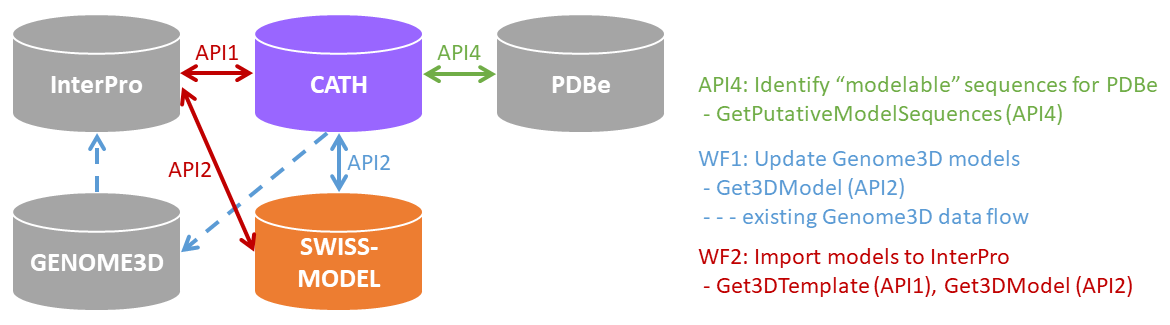 API1
API4
InterPro
CATH
PDBe
API2
API2
GENOME3D
SWISS-
MODEL
API4: Identify “modelable” sequences for PDBe
- GetPutativeModelSequences (API4)
WF1: Update Genome3D models
- Get3DModel (API2)
- - - existing Genome3D data flow
WF2: Import models to InterPro
- Get3DTemplate (API1), Get3DModel (API2)